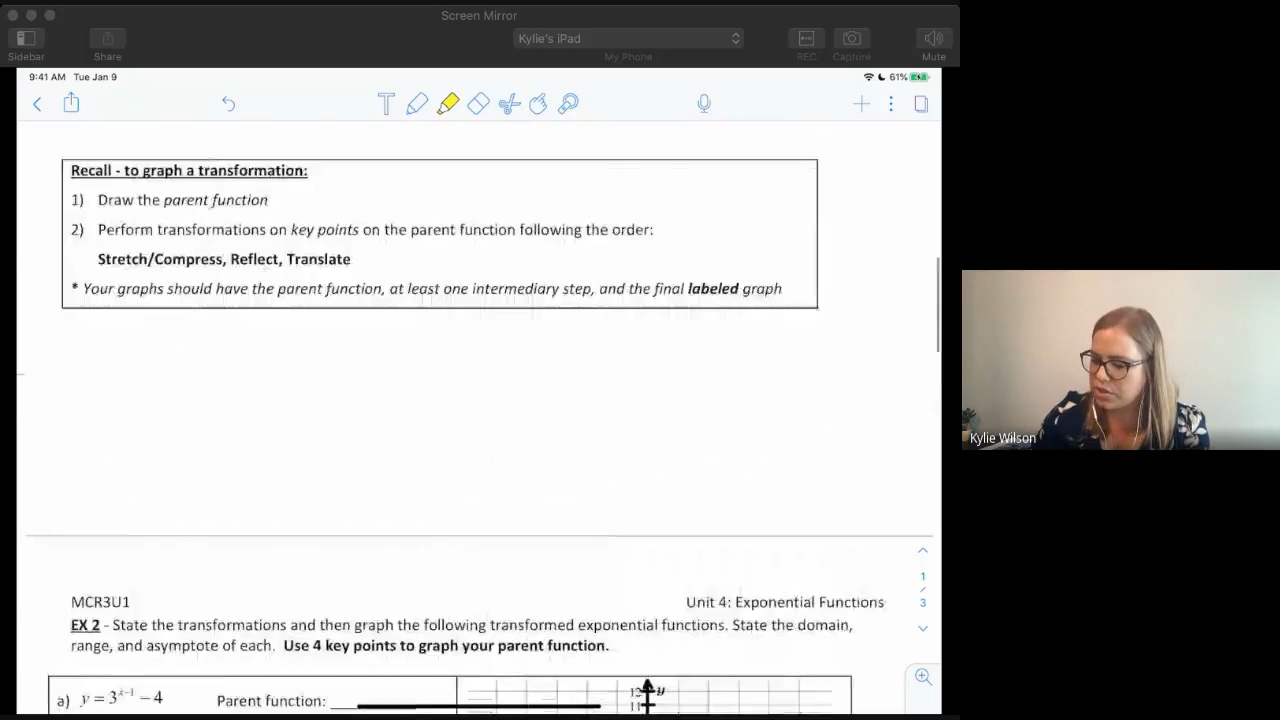 Screen Mirror
Sidebar
Share
Kylie's iPad
My Phone
REC
Capture
Mute
9:41 AM Tue Jan 9
61%
Recall - to graph a transformation:
1) Draw the parent function
2) Perform transformations on key points on the parent function following the order:
Stretch/Compress, Reflect, Translate
* Your graphs should have the parent function, at least one intermediary step, and the final labeled graph
1
/
3
MCR3U1
Unit 4: Exponential Functions
EX 2 - State the transformations and then graph the following transformed exponential functions. State the domain,
range, and asymptote of each. Use 4 key points to graph your parent function.
a) y = 3^{x-1} - 4
Parent function:
12
y
11
Kylie Wilson